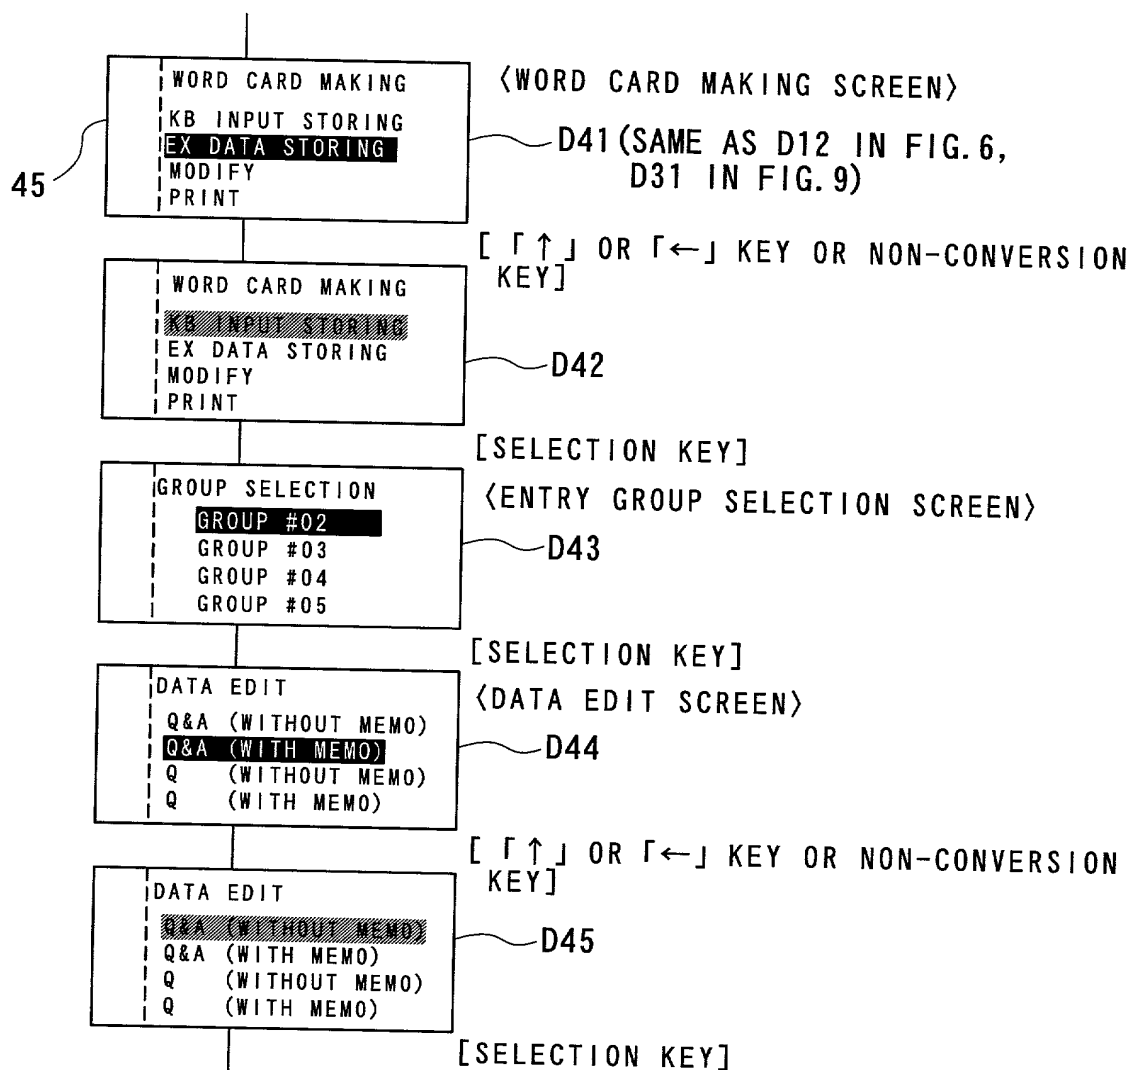 WORD CARD MAKING
KB INPUT STORING
EX DATA STORING
MODIFY
PRINT
45
〈WORD CARD MAKING SCREEN〉
D41(SAME AS D12 IN FIG.6,
D31 IN FIG.9)
[「↑」OR「←」KEY OR NON-CONVERSION
KEY]
WORD CARD MAKING
KB INPUT STORING
EX DATA STORING
MODIFY
PRINT
D42
[SELECTION KEY]
GROUP SELECTION
GROUP #02
GROUP #03
GROUP #04
GROUP #05
〈ENTRY GROUP SELECTION SCREEN〉
D43
[SELECTION KEY]
DATA EDIT
Q&A (WITHOUT MEMO)
Q&A (WITH MEMO)
Q (WITHOUT MEMO)
Q (WITH MEMO)
〈DATA EDIT SCREEN〉
D44
[「↑」OR「←」KEY OR NON-CONVERSION
KEY]
DATA EDIT
Q&A (WITHOUT MEMO)
Q&A (WITH MEMO)
Q (WITHOUT MEMO)
Q (WITH MEMO)
D45
[SELECTION KEY]